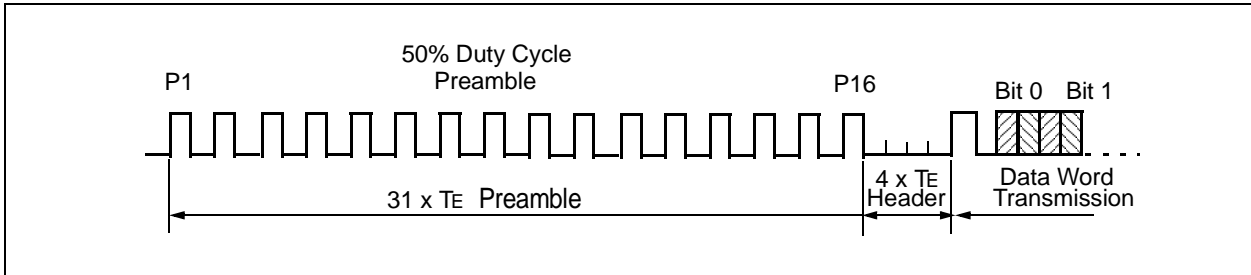 50% Duty Cycle
Preamble
P1
P16
Bit 0
Bit 1
31 x TE Preamble
4 x TE
Header
Data Word
Transmission